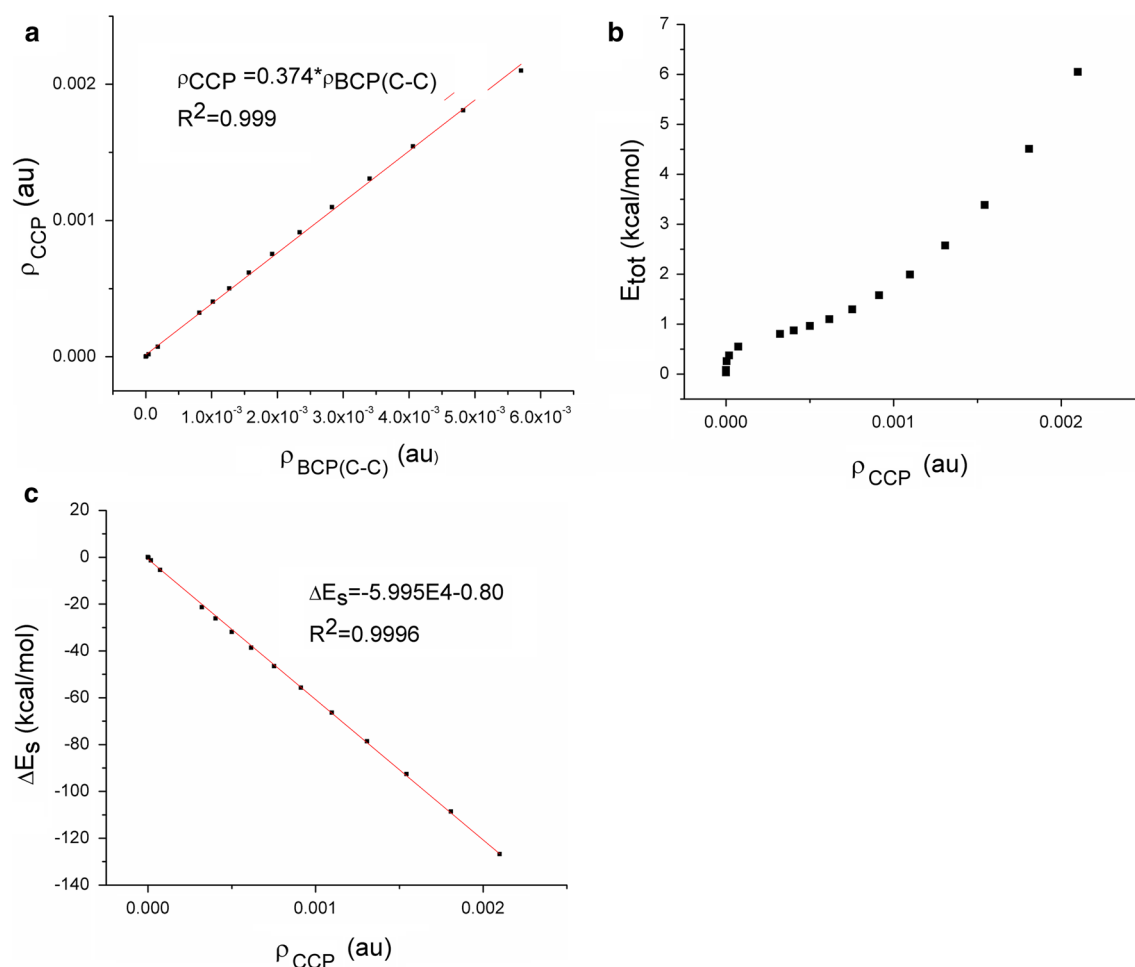 a
ρCCP =0.374*ρBCP(C-C)
R2=0.999
0.002
0.001
0.000
ρCCP (au)
0.0 1.0x10-3 2.0x10-3 3.0x10-3 4.0x10-3 5.0x10-3 6.0x10-3
ρBCP(C-C) (au)
b
7
6
5
4
3
2
1
0
Etot (kcal/mol)
0.000 0.001 0.002
ρCCP (au)
c
20
0
-20
-40
-60
-80
-100
-120
-140
ΔEs (kcal/mol)
ΔEs=-5.995E4-0.80
R2=0.9996
0.000 0.001 0.002
ρCCP (au)